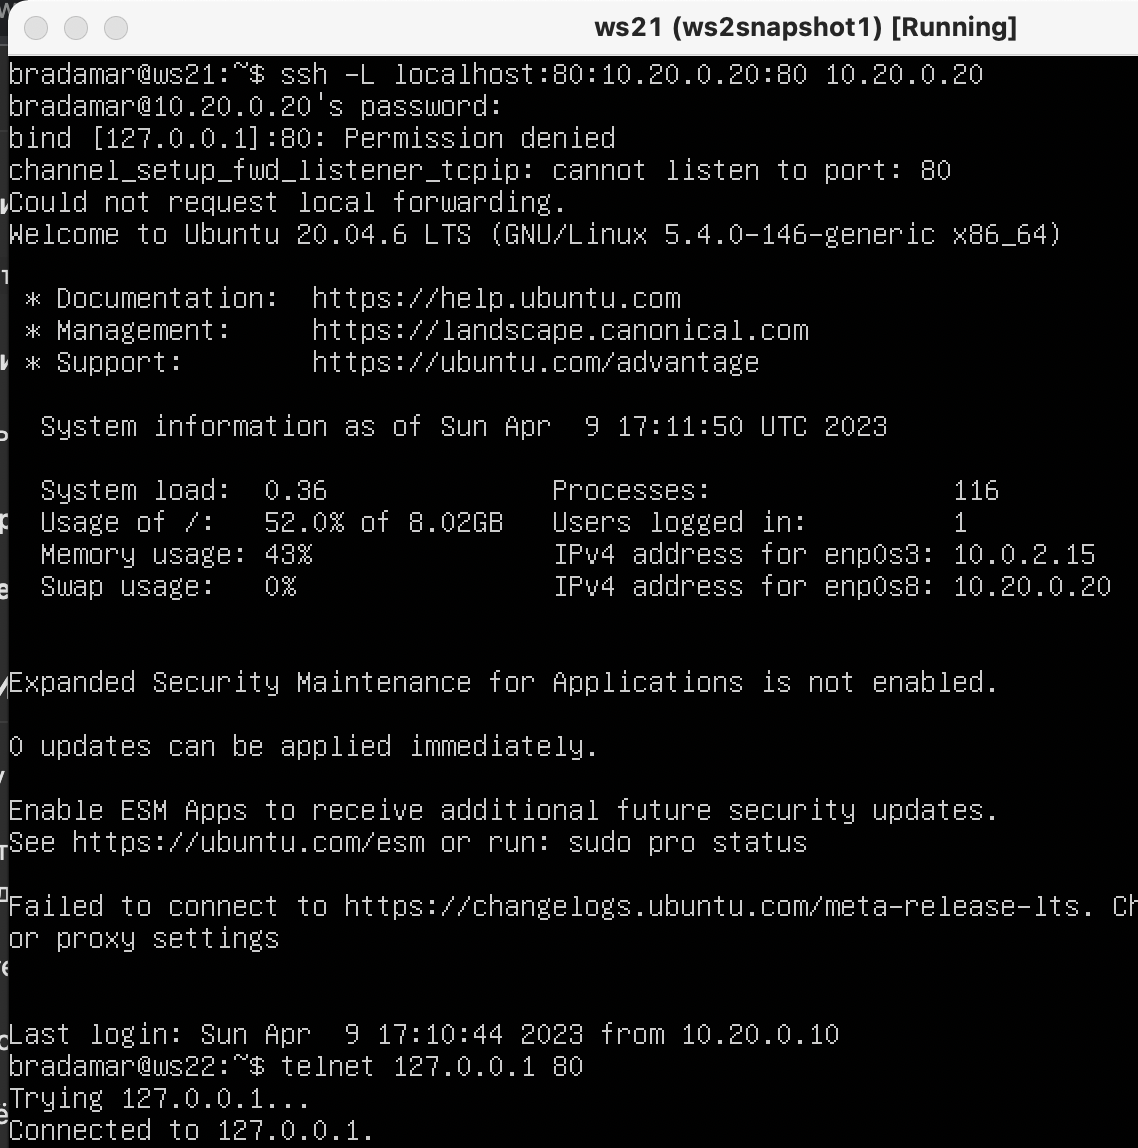 ws21 (ws2snapshot1) [Running]
bradamar@ws21:~$ ssh -L localhost:80:10.20.0.20:80 10.20.0.20
bradamar@10.20.0.20's password:
bind [127.0.0.1]:80: Permission denied
channel_setup_fwd_listener_tcpip: cannot listen to port: 80
Could not request local forwarding.
Welcome to Ubuntu 20.04.6 LTS (GNU/Linux 5.4.0-146-generic x86_64)
* Documentation: https://help.ubuntu.com
* Management: https://landscape.canonical.com
* Support: https://ubuntu.com/advantage
System information as of Sun Apr 9 17:11:50 UTC 2023
System load: 0.36 Processes: 116
Usage of /: 52.0% of 8.02GB Users logged in: 1
Memory usage: 43% IPv4 address for enp0s3: 10.0.2.15
Swap usage: 0% IPv4 address for enp0s8: 10.20.0.20
Expanded Security Maintenance for Applications is not enabled.
0 updates can be applied immediately.
Enable ESM Apps to receive additional future security updates.
See https://ubuntu.com/esm or run: sudo pro status
Failed to connect to https://changelogs.ubuntu.com/meta-release-lts. Ch
or proxy settings
Last login: Sun Apr 9 17:10:44 2023 from 10.20.0.10
bradamar@ws22:~$ telnet 127.0.0.1 80
Trying 127.0.0.1...
Connected to 127.0.0.1.